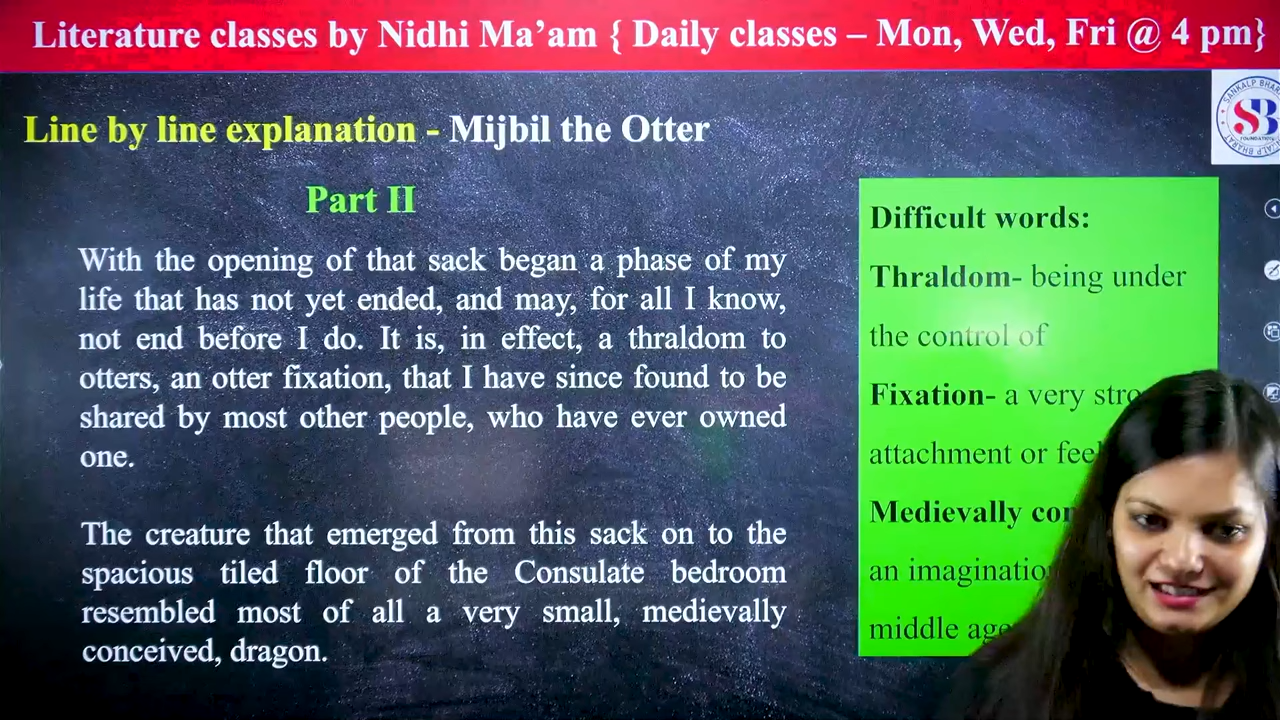 Literature classes by Nidhi Ma’am { Daily classes – Mon, Wed, Fri @ 4 pm}
Line by line explanation - Mijbil the Otter
Part II
With the opening of that sack began a phase of my
life that has not yet ended, and may, for all I know,
not end before I do. It is, in effect, a thraldom to
otters, an otter fixation, that I have since found to be
shared by most other people, who have ever owned
one.
The creature that emerged from this sack on to the
spacious tiled floor of the Consulate bedroom
resembled most of all a very small, medievally
conceived, dragon.
SB
FOUNDATION
Difficult words:
Thraldom- being under
the control of
Fixation- a very
attachment or
Medievally
an
middle